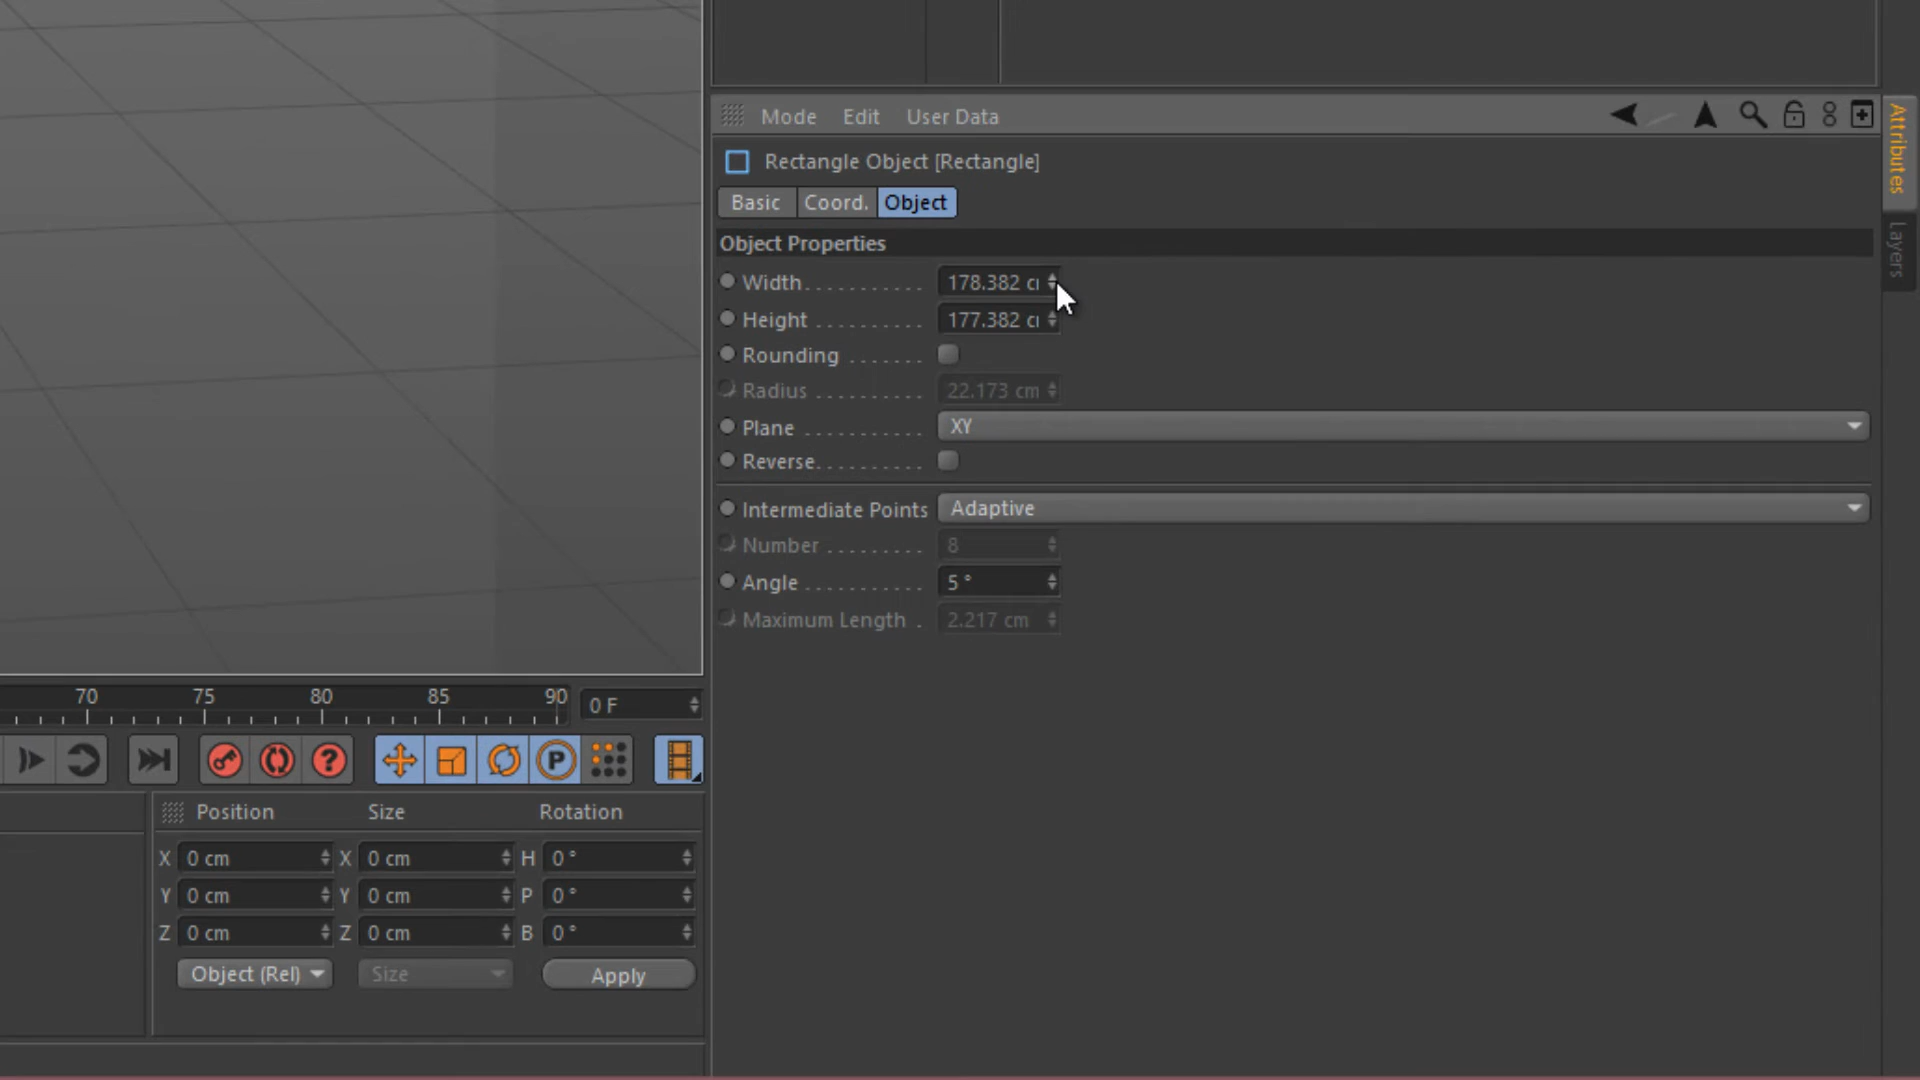 Mode Edit User Data
Attributes
Layers
Rectangle Object [Rectangle]
Basic Coord. Object
Object Properties
Width 178.382 c
Height 177.382 c
Rounding
Radius 22.173 cm
Plane XY
Reverse
Intermediate Points Adaptive
Number 8
Angle 5 °
Maximum Length 2.217 cm
70 75 80 85 90 0 F
P
Position Size Rotation
X 0 cm X 0 cm H 0 °
Y 0 cm Y 0 cm P 0 °
Z 0 cm Z 0 cm B 0 °
Object (Rel) Size Apply